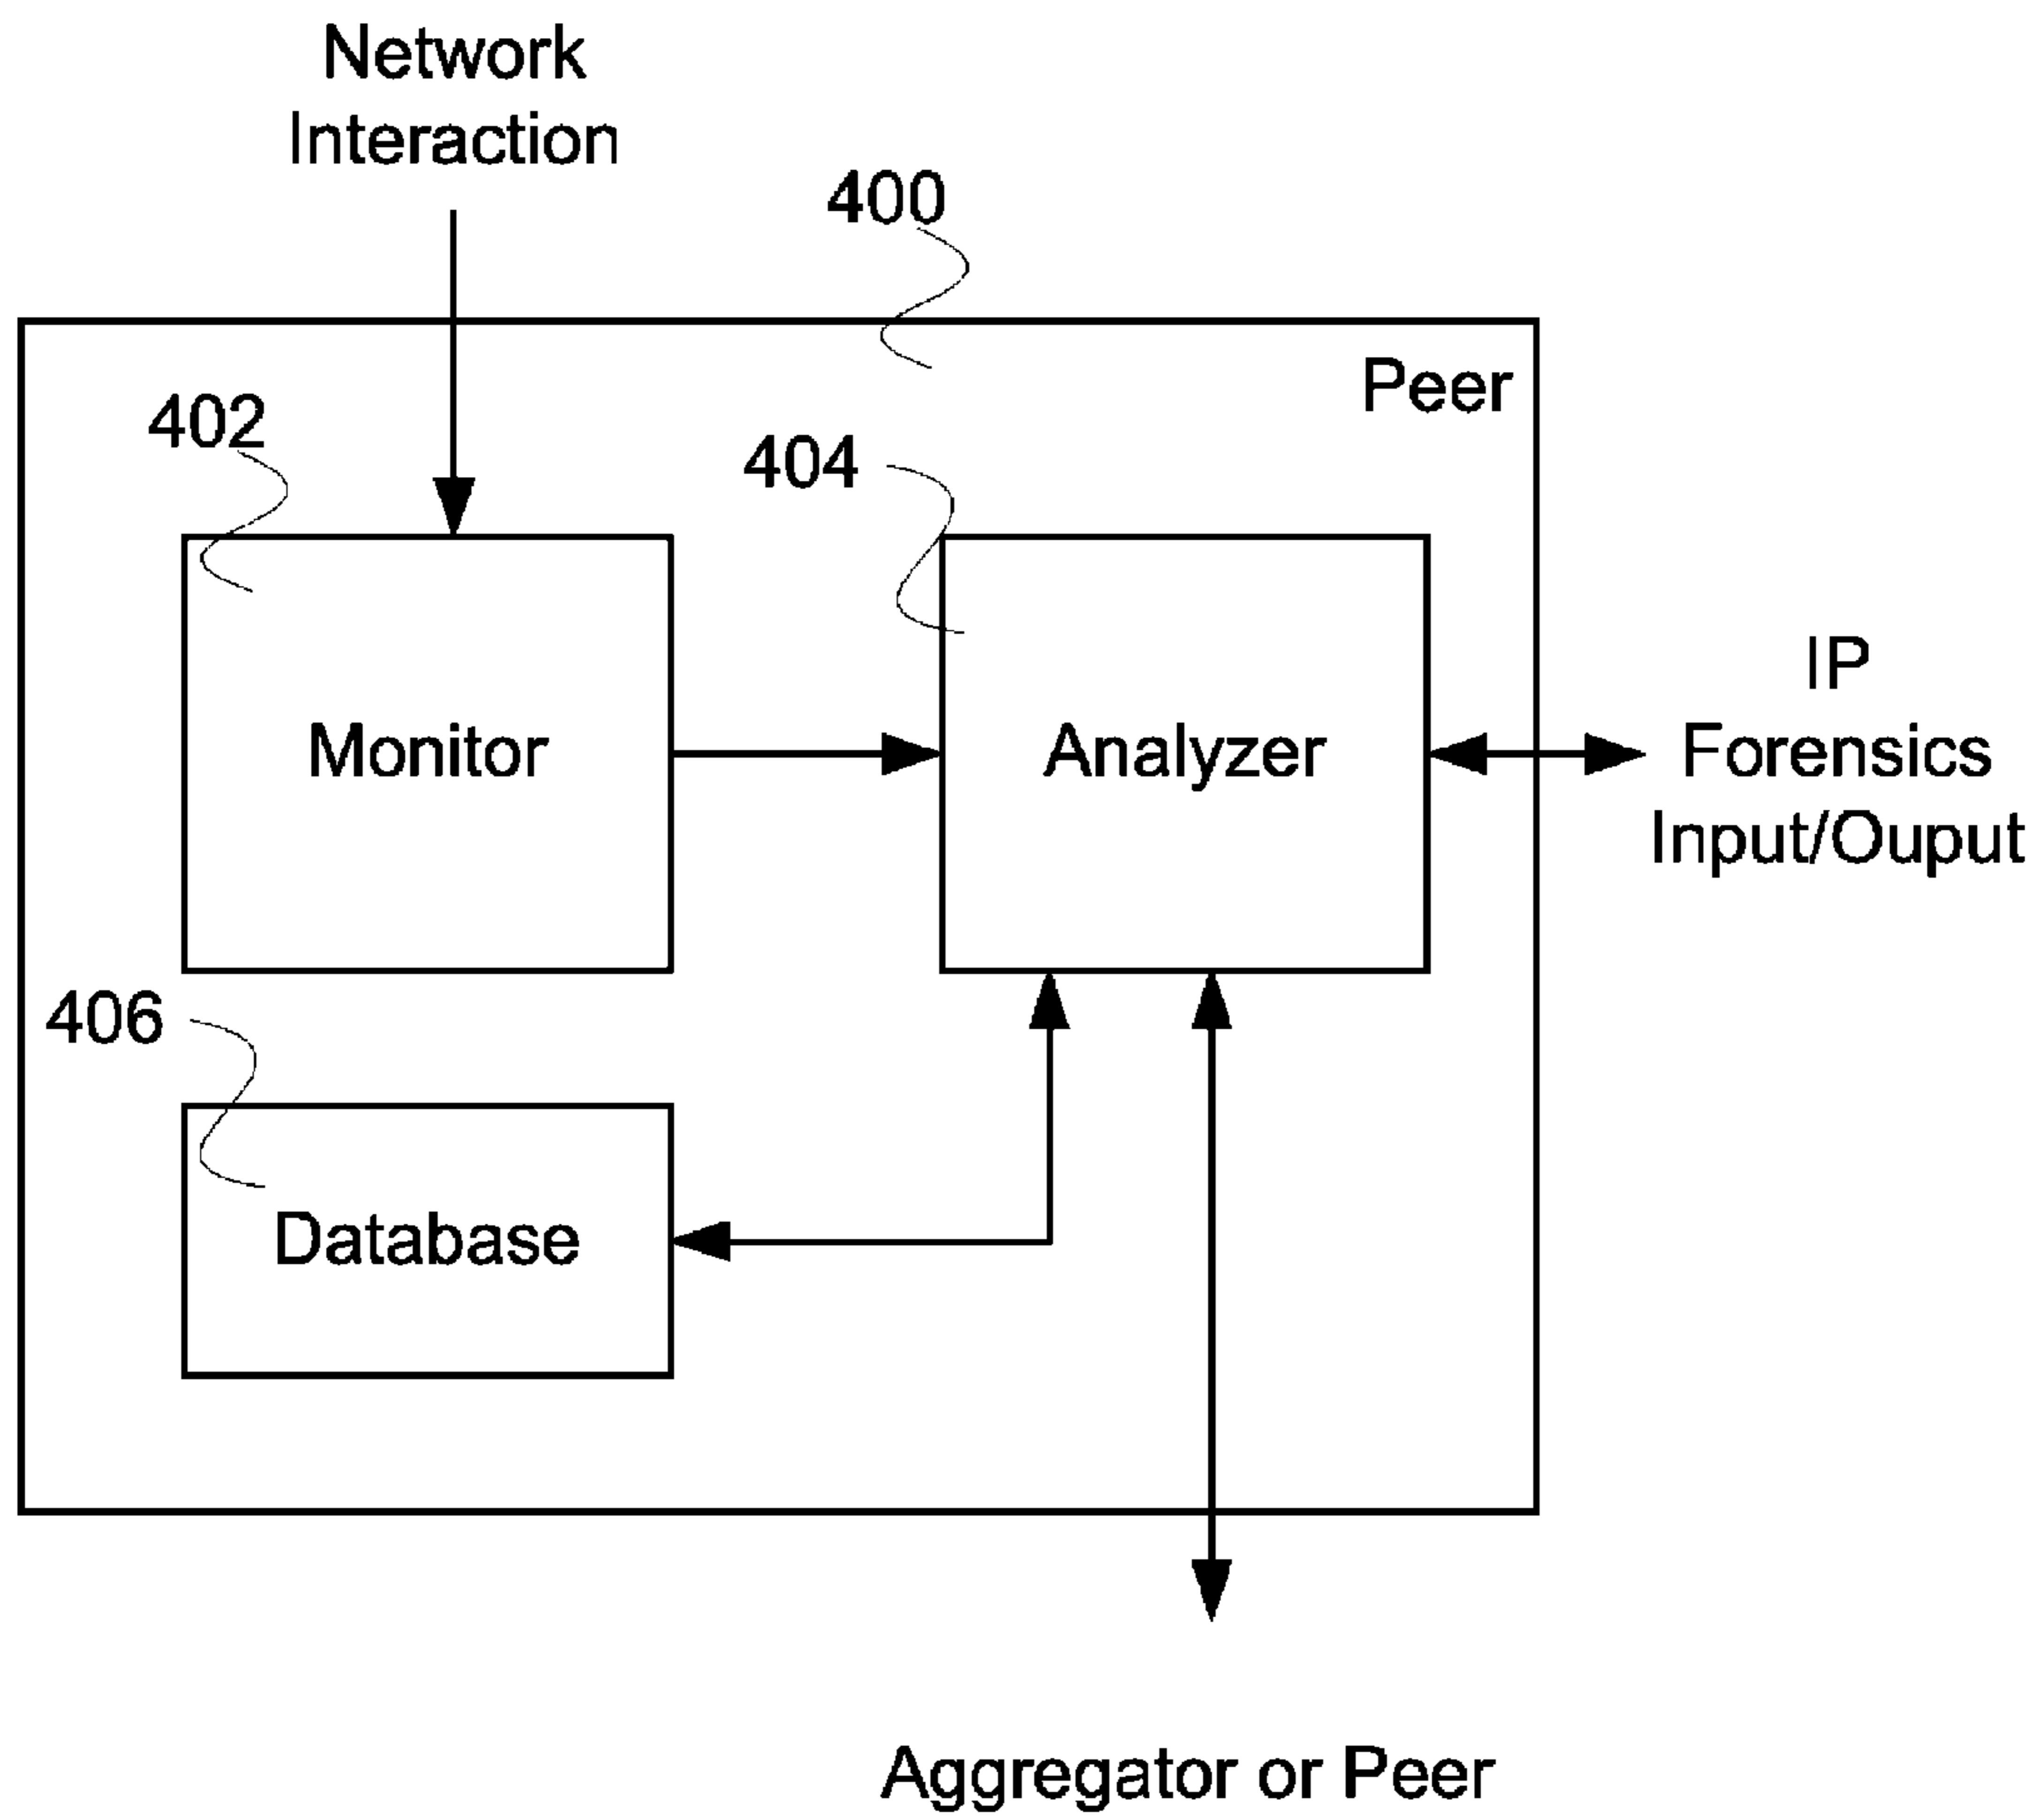 Network
Interaction
400
Peer
402
404
Monitor
Analyzer
IP
Forensics
Input/Ouput
406
Database
Aggregator or Peer